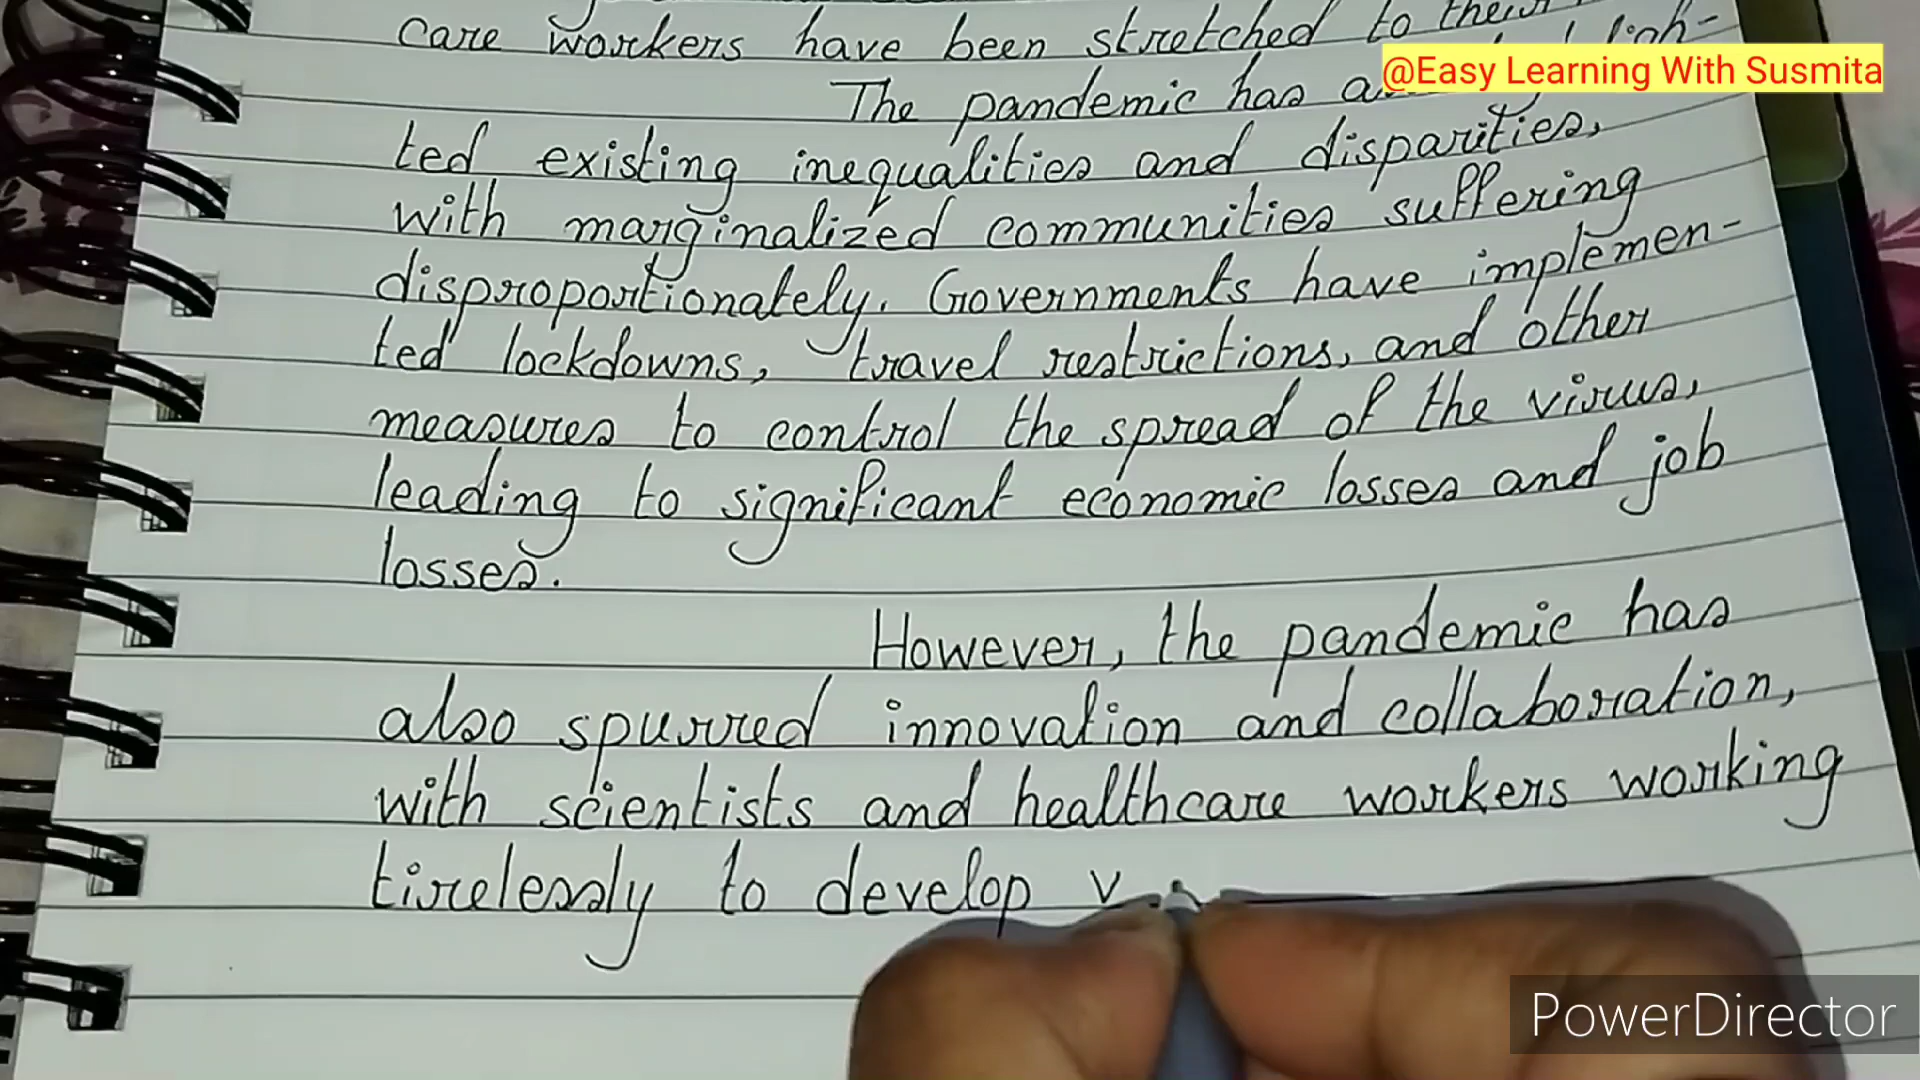 care workers have been stretched to their
@Easy Learning With Susmita
The pandemic has
ted existing inequalities and disparities,
with marginalized communities suffering
disproportionately. Governments have implemen-
ted lockdowns, travel restrictions, and other
measures to control the spread of the virus,
leading to significant economic losses and job
losses.
However, the pandemic has
also spurred innovation and collaboration,
with scientists and healthcare workers working
tirelessly to develop v
PowerDirector